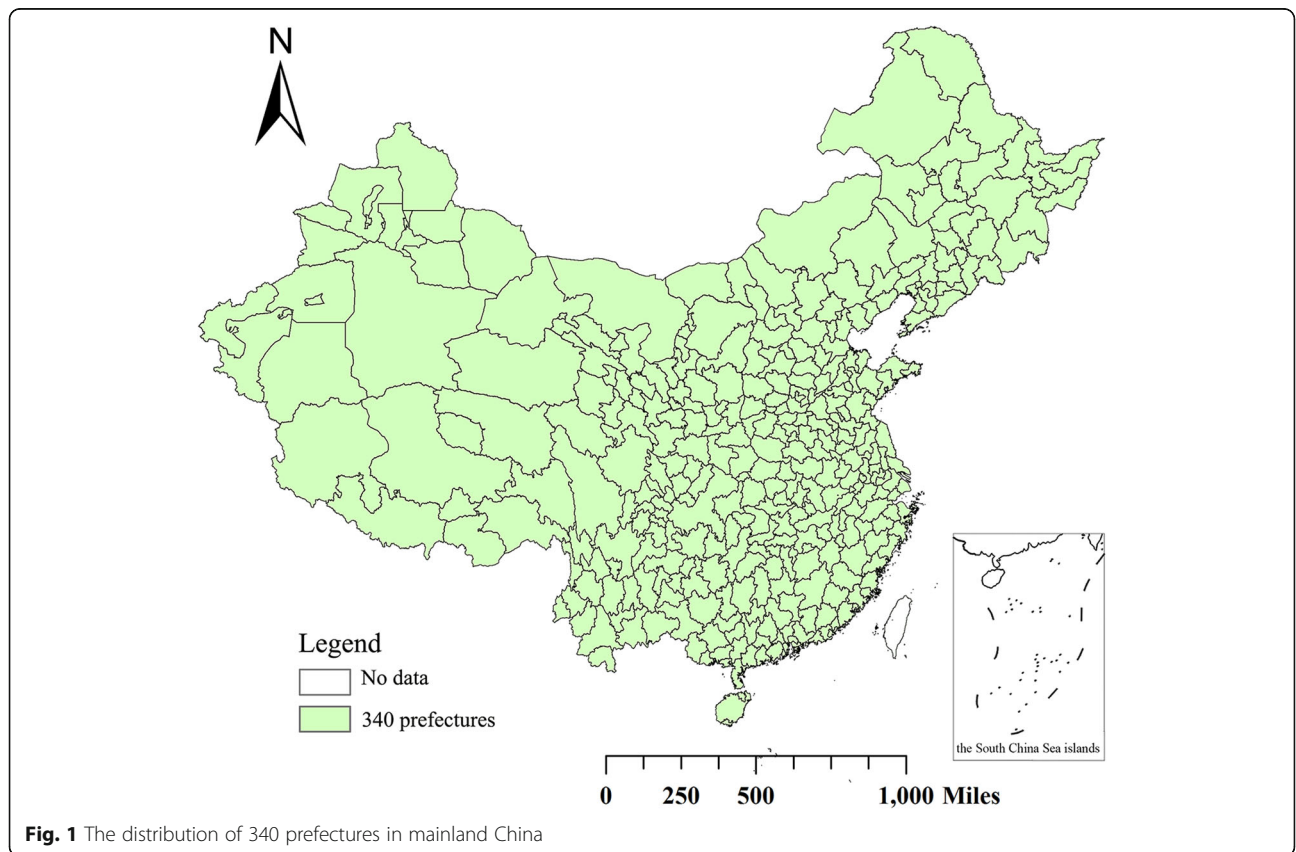 N
Legend
No data
340 prefectures
the South China Sea islands
0 250 500 1,000 Miles
Fig. 1 The distribution of 340 prefectures in mainland China